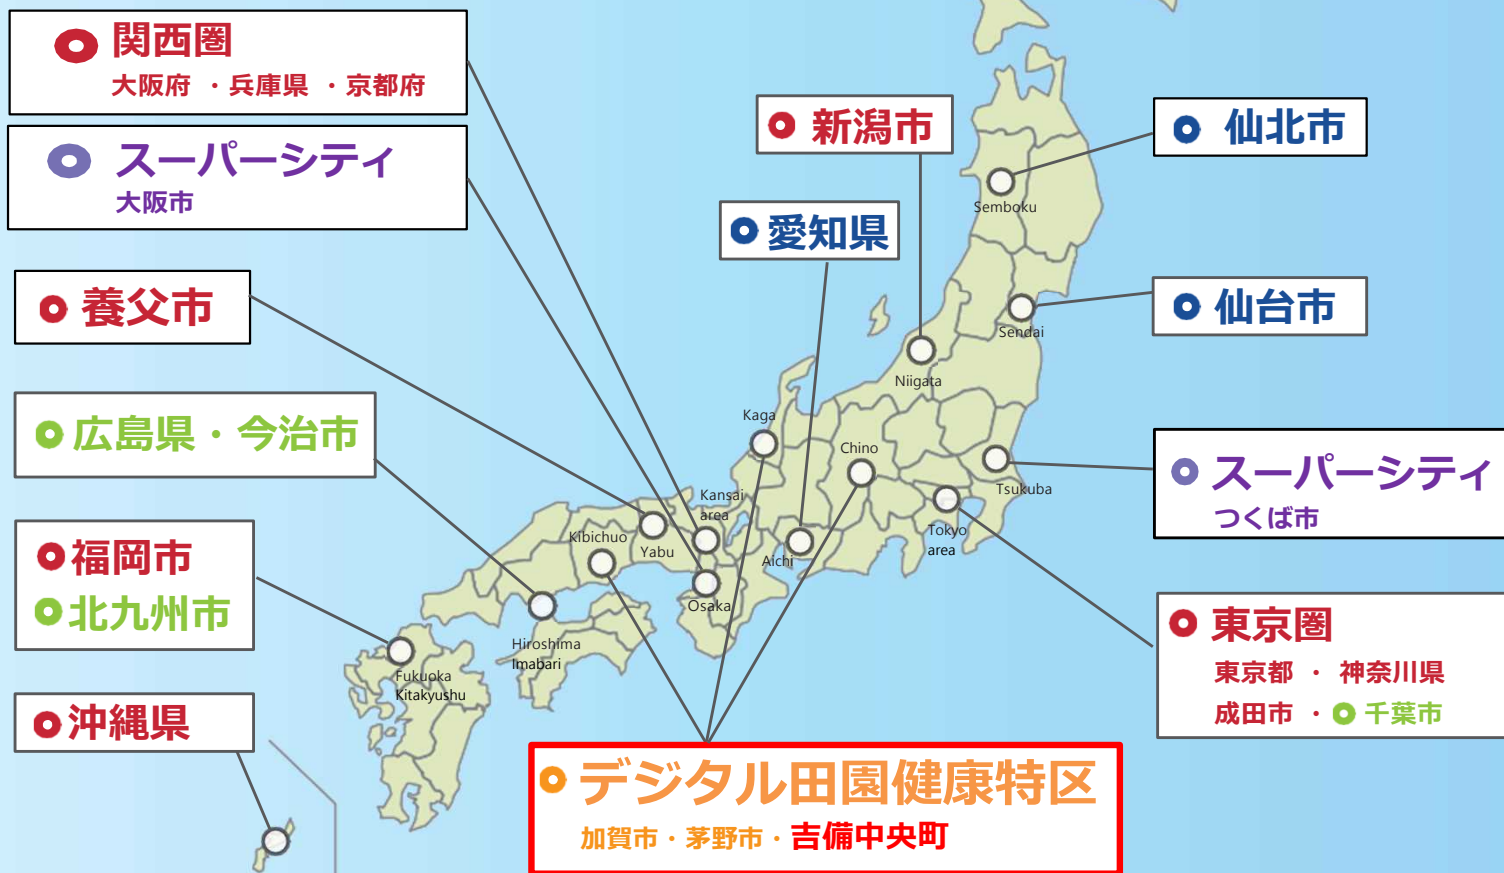 関西圏
大阪府 ・兵庫県 ・京都府
スーパーシティ
大阪市
養父市
広島県・今治市
福岡市
北九州市
沖縄県
新潟市
愛知県
仙北市
仙台市
スーパーシティ
つくば市
東京圏
東京都 ・ 神奈川県
成田市 ・ 千葉市
デジタル田園健康特区
加賀市・茅野市・吉備中央町
Semboku
Sendai
Niigata
Kaga
Chino
Tsukuba
Kansai
area
Tokyo
area
Kibichuo
Yabu
Aichi
Osaka
Hiroshima
Imabari
Fukuoka
Kitakyushu